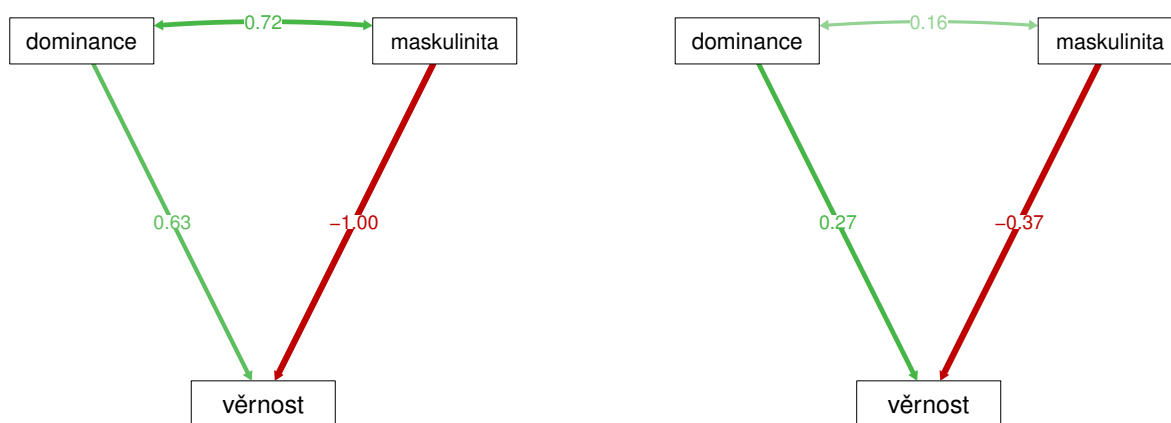 0.72
dominance
maskulinita
0.63
−1.00
věrnost
0.16
dominance
maskulinita
0.27
−0.37
věrnost